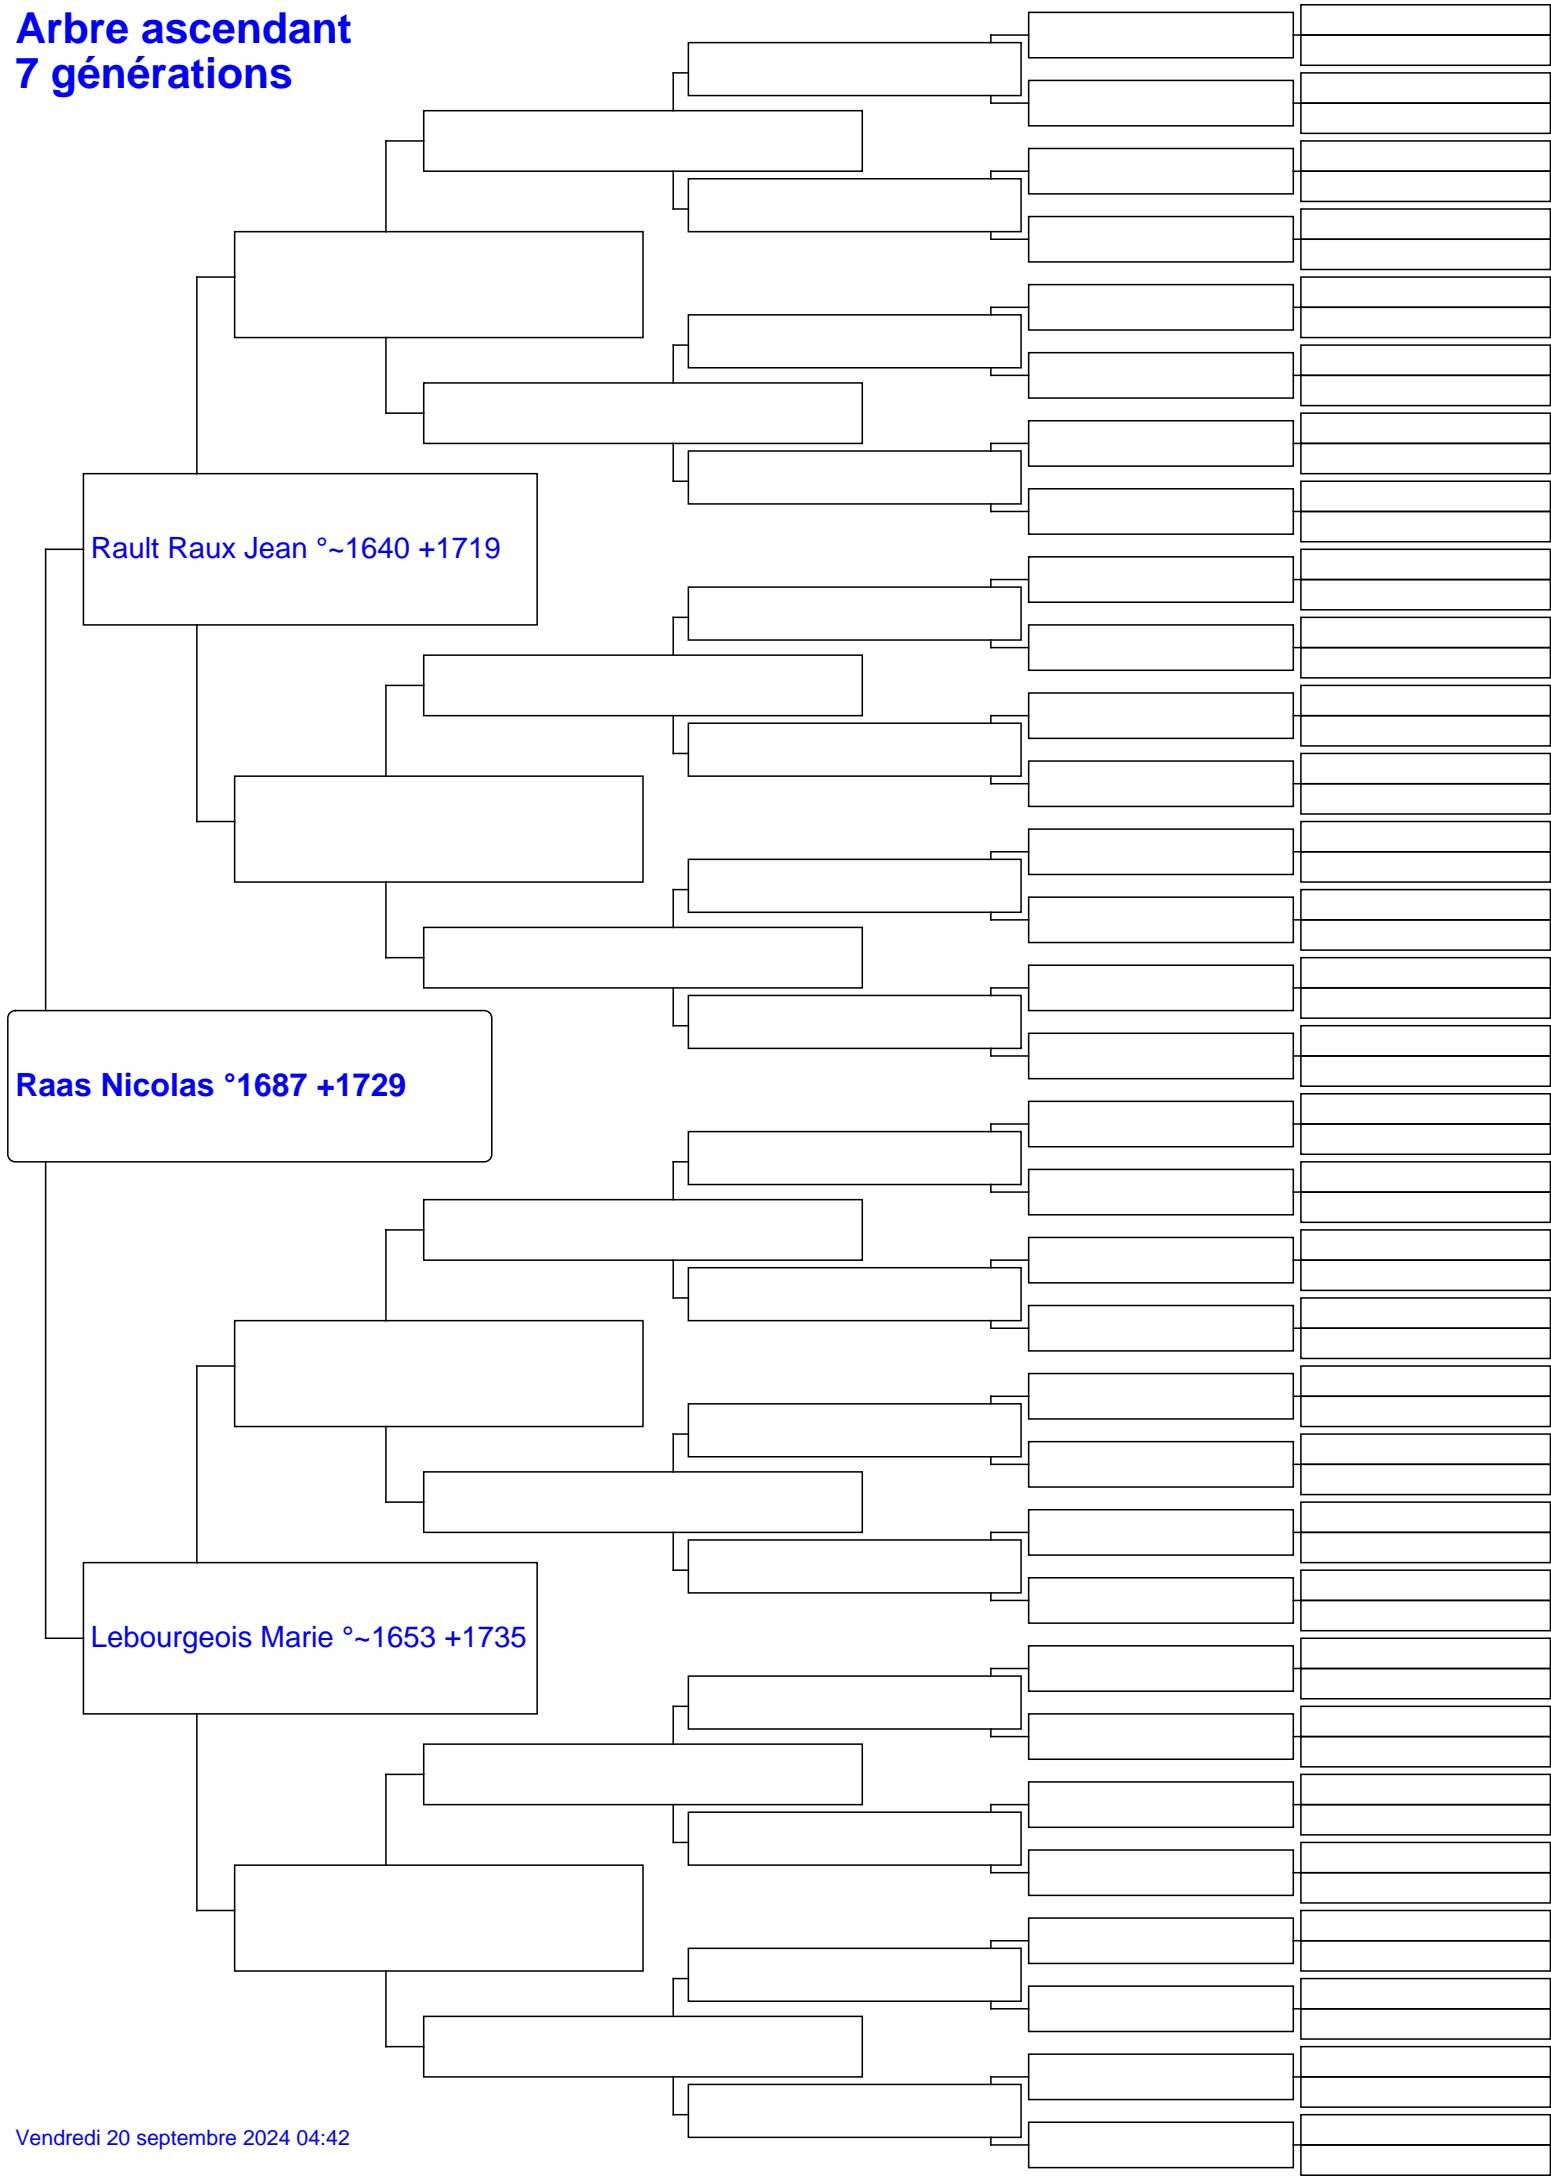 Arbre ascendant
7 générations
Rault Raux Jean °~1640 +1719
Raas Nicolas °1687 +1729
Lebourgeois Marie °~1653 +1735
Vendredi 20 septembre 2024 04:42